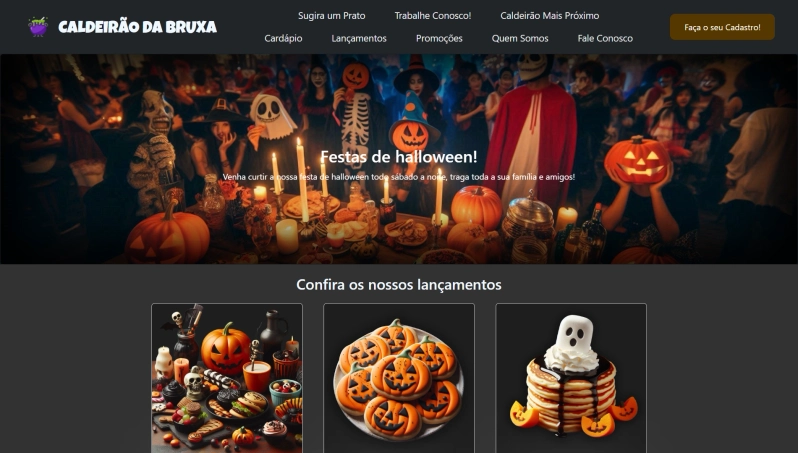 CALDEIRÃO DA BRUXA
Sugira um Prato
Trabalhe Conosco!
Caldeirão Mais Próximo
Cardápio
Lançamentos
Promoções
Quem Somos
Fale Conosco
Faça o seu Cadastro!
Festas de halloween!
Venha curtir a nossa festa de halloween todo sábado a noite, traga toda a sua família e amigos!
Confira os nossos lançamentos